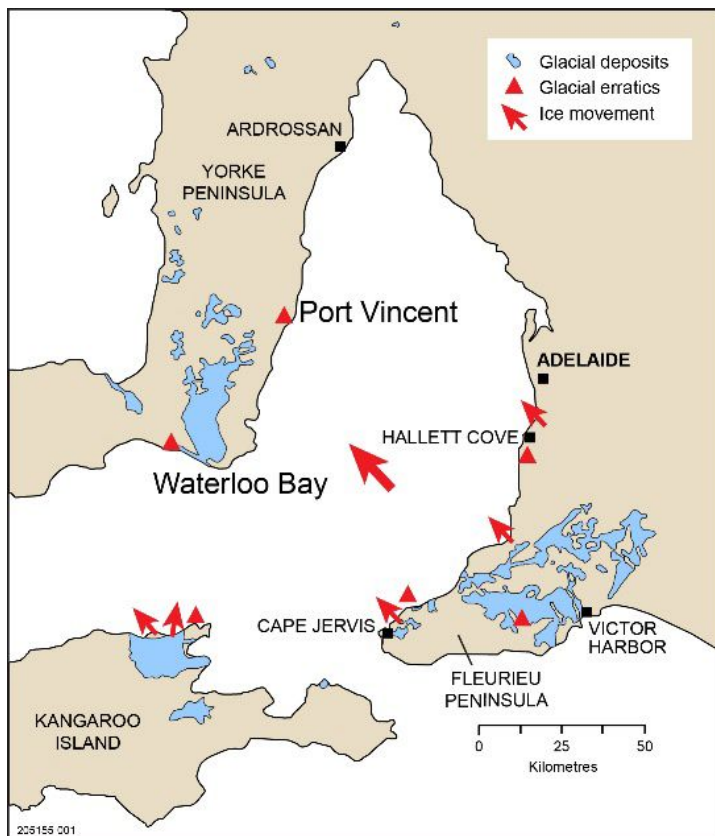 Glacial deposits
Glacial erratics
Ice movement
ARDROSSAN
YORKE
PENINSULA
Port Vincent
ADELAIDE
HALLETT COVE
Waterloo Bay
CAPE JERVIS
VICTOR
HARBOR
FLEURIEU
PENINSULA
KANGAROO
ISLAND
0 25 50
Kilometres
205155 001